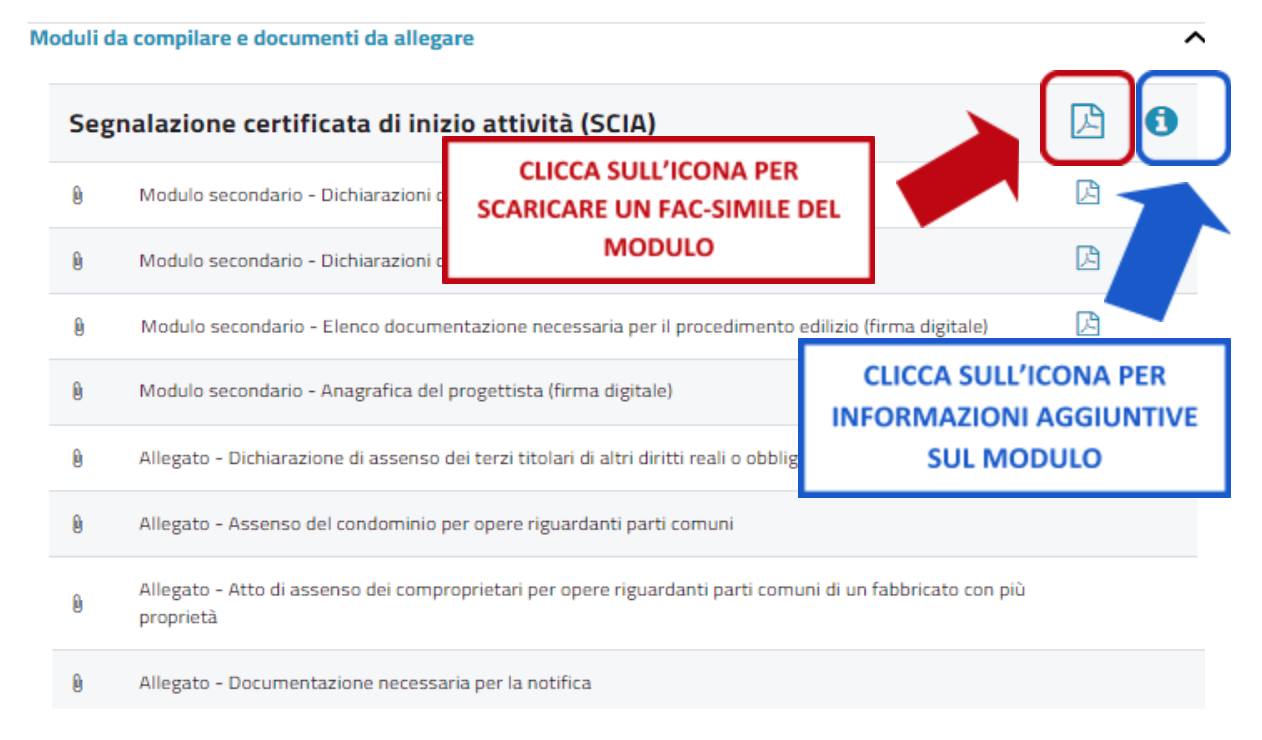 Moduli da compilare e documenti da allegare
Segnalazione certificata di inizio attività (SCIA)
CLICCA SULL'ICONA PER
SCARICARE UN FAC-SIMILE DEL
MODULO
Modulo secondario - Dichiarazioni
Modulo secondario - Dichiarazioni
Modulo secondario - Elenco documentazione necessaria per il procedimento edilizio (firma digitale)
CLICCA SULL'ICONA PER
INFORMAZIONI AGGIUNTIVE
SUL MODULO
Modulo secondario - Anagrafica del progettista (firma digitale)
Allegato - Dichiarazione di assenso dei terzi titolari di altri diritti reali o
Allegato - Assenso del condominio per opere riguardanti parti comuni
Allegato - Atto di assenso dei comproprietari per opere riguardanti parti comuni di un fabbricato con più
proprietà
Allegato - Documentazione necessaria per la notifica